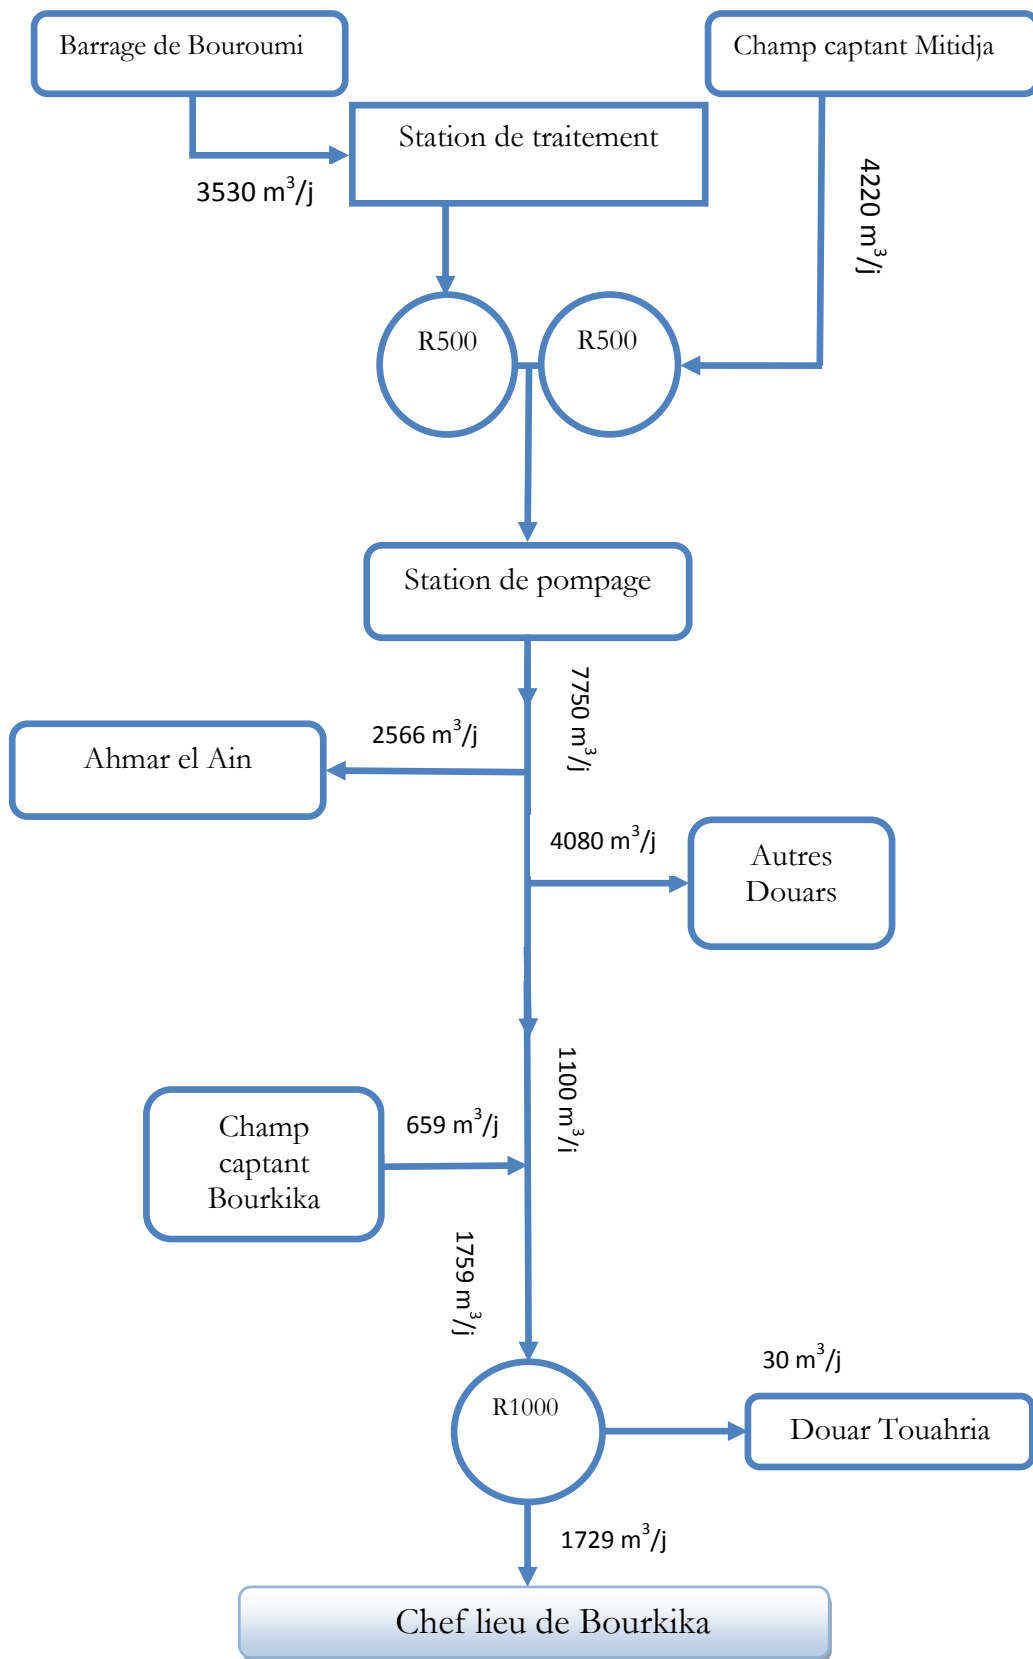 Barrage de Bouroumi
Champ captant Mitidja
Station de traitement
3530 m³/j
4220 m³/j
R500
R500
Station de pompage
7750 m³/j
2566 m³/j
Ahmar el Ain
4080 m³/j
Autres
Douars
1100 m³/j
Champ
captant
Bourkika
659 m³/j
1759 m³/j
R1000
30 m³/j
Douar Touahria
1729 m³/j
Chef lieu de Bourkika